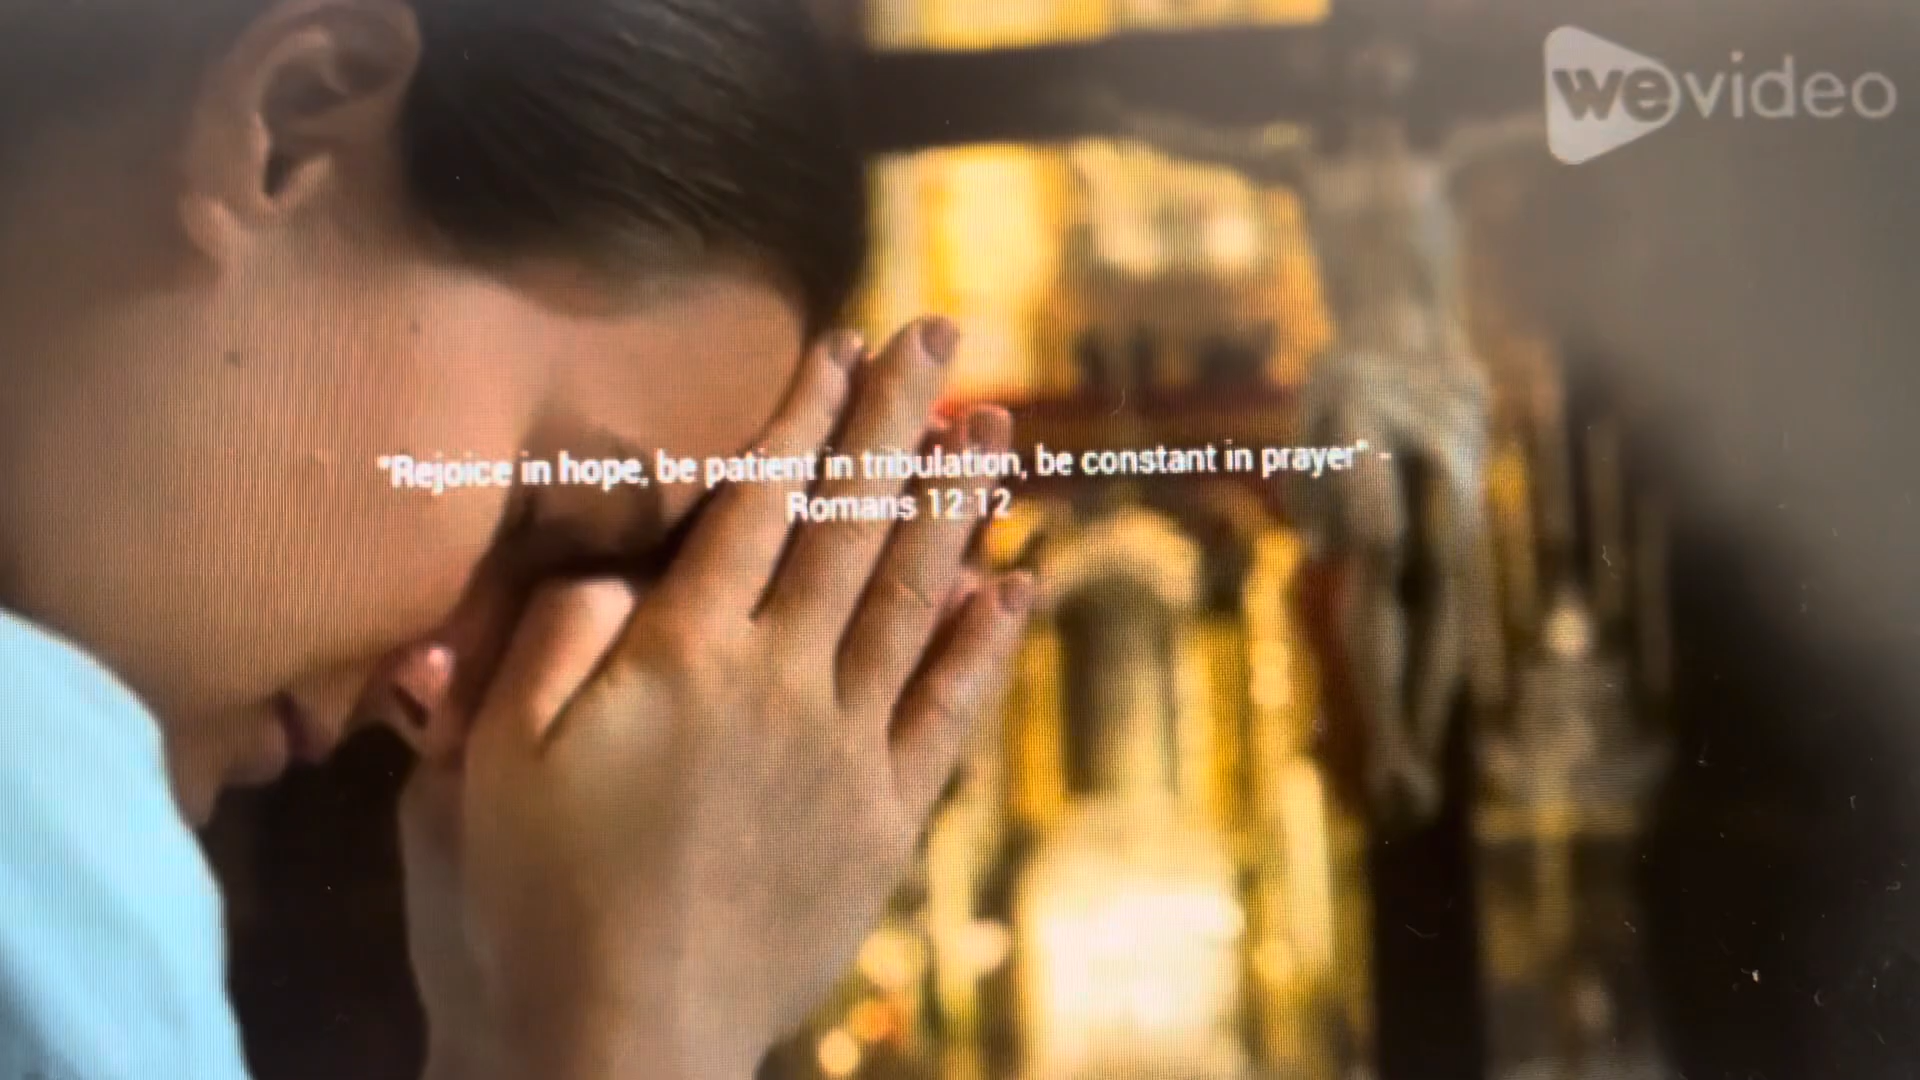 wevideo
"Rejoice in hope, be patient in tribulation, be constant in prayer" -
Romans 12:12